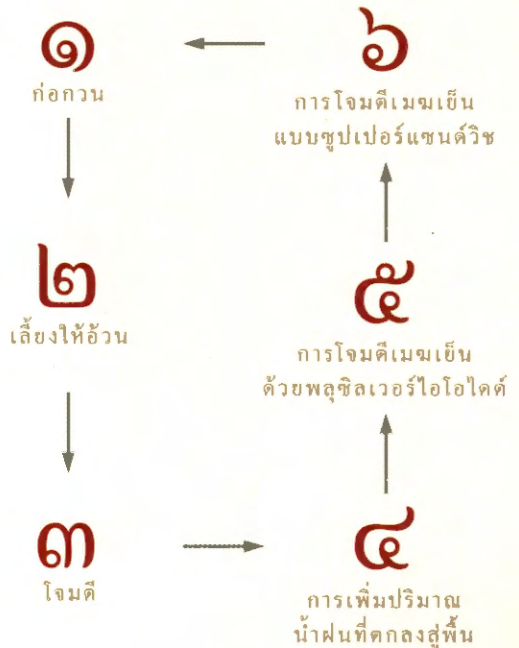 ๑
ก่อกวน
๒
เลี้ยงให้อ้วน
๓
โจมตี
๔
การเพิ่มปริมาณ
น้ำฝนที่ตกลงสู่พื้น
๕
การโจมตีเมฆเย็น
ด้วยพลุซิลเวอร์ไอโอไดด์
๖
การโจมตีเมฆเย็น
แบบซูปเปอร์แซนด์วิช